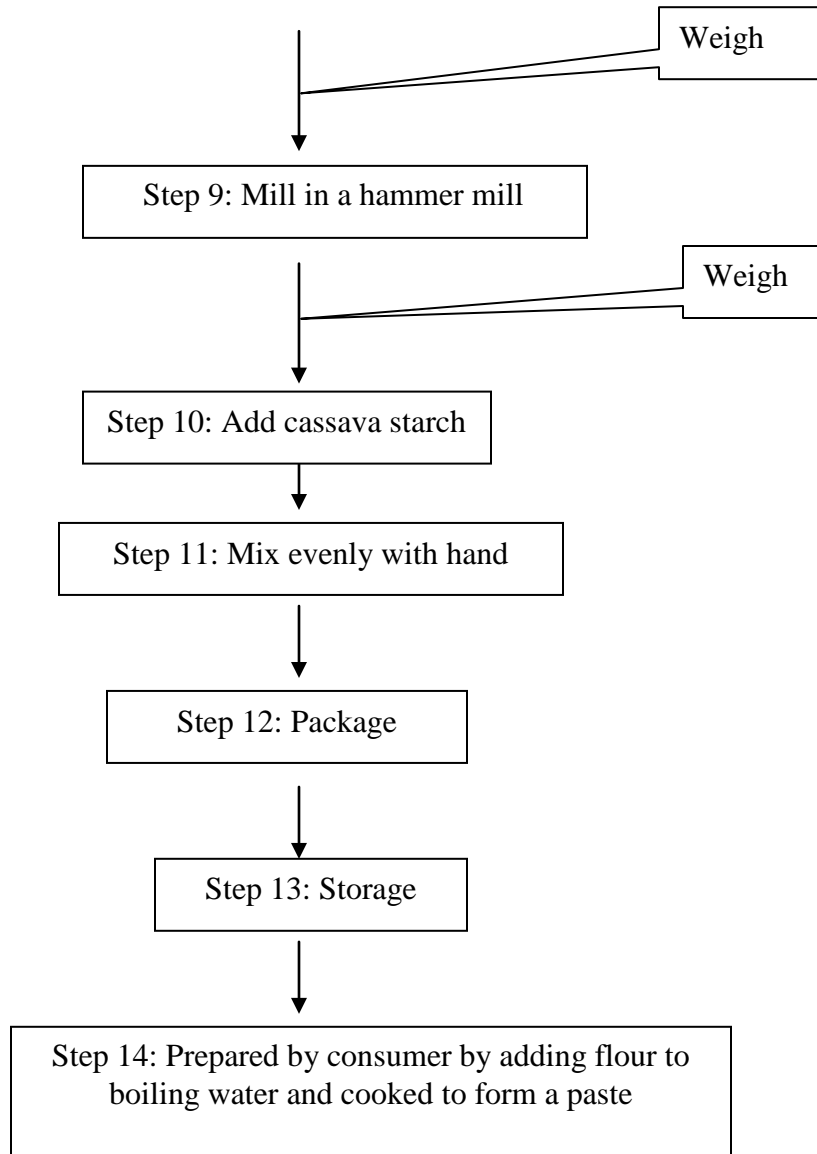 Weigh
Step 9: Mill in a hammer mill
Weigh
Step 10: Add cassava starch
Step 11: Mix evenly with hand
Step 12: Package
Step 13: Storage
Step 14: Prepared by consumer by adding flour to
boiling water and cooked to form a paste